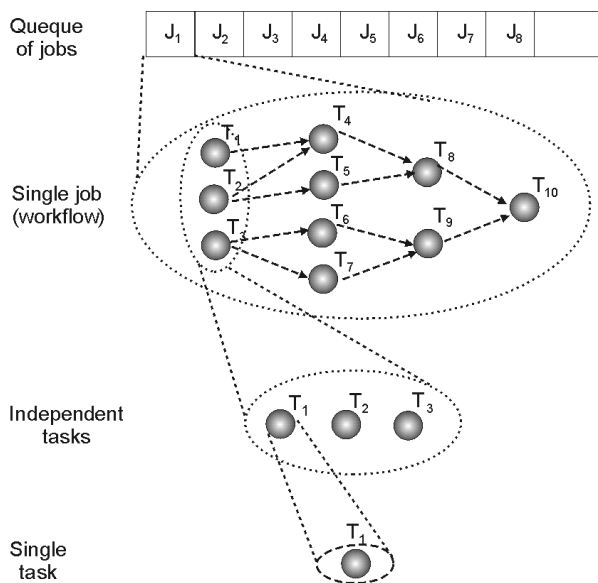 Queque of jobs
J1 J2 J3 J4 J5 J6 J7 J8
T1
T4
T2
T5
T8
T3
T6
T10
T7
T9
Single job
(workflow)
Independent
tasks
T1 T2 T3
Single
task
T1